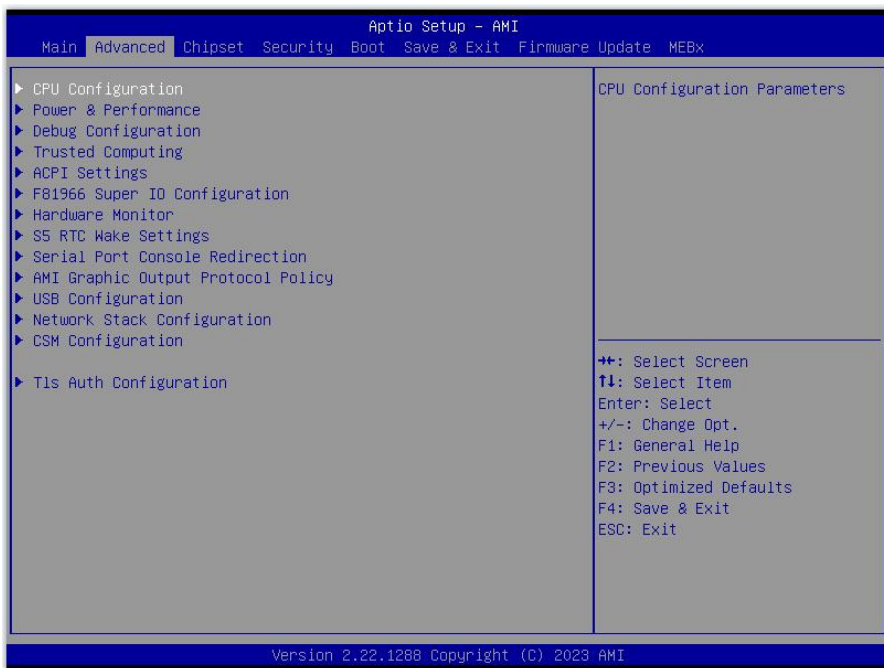 Aptio Setup – AMI
Main Advanced Chipset Security Boot Save & Exit Firmware Update MEBx
CPU Configuration
Power & Performance
Debug Configuration
Trusted Computing
ACPI Settings
F81966 Super IO Configuration
Hardware Monitor
S5 RTC Wake Settings
Serial Port Console Redirection
AMI Graphic Output Protocol Policy
USB Configuration
Network Stack Configuration
CSM Configuration
Tls Auth Configuration
CPU Configuration Parameters
→←: Select Screen
↑↓: Select Item
Enter: Select
+/-: Change Opt.
F1: General Help
F2: Previous Values
F3: Optimized Defaults
F4: Save & Exit
ESC: Exit
Version 2.22.1288 Copyright (C) 2023 AMI